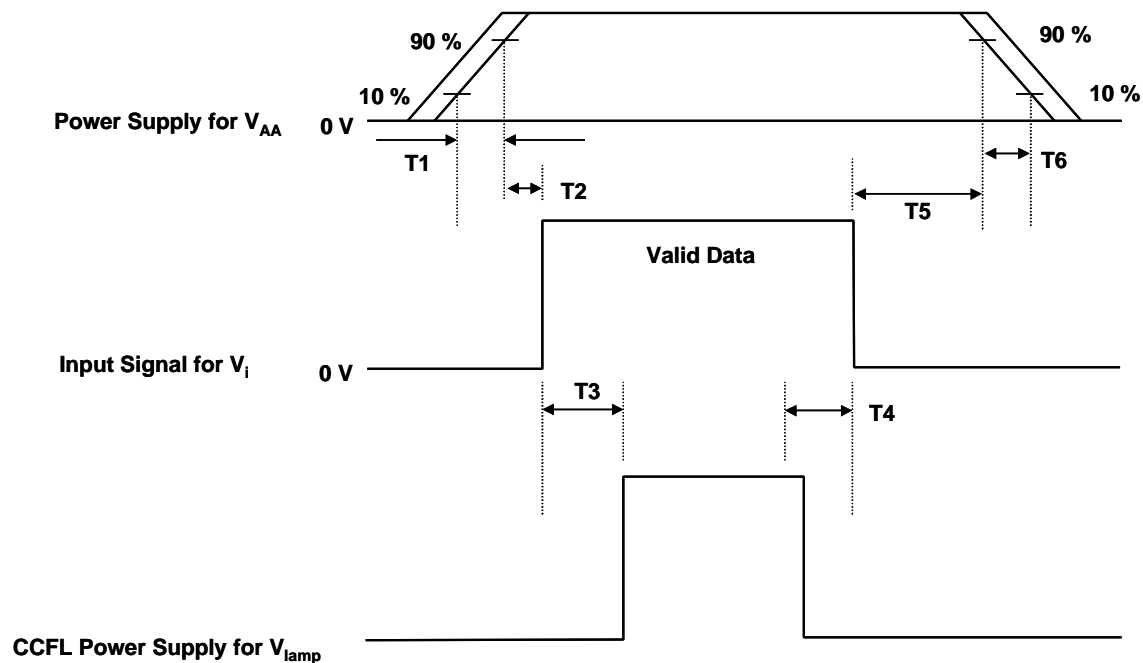 90 %
90 %
10 %
10 %
Power Supply for VAA
0 V
T1
T6
T2
T5
Valid Data
Input Signal for Vi
0 V
T3
T4
CCFL Power Supply for Vlamp